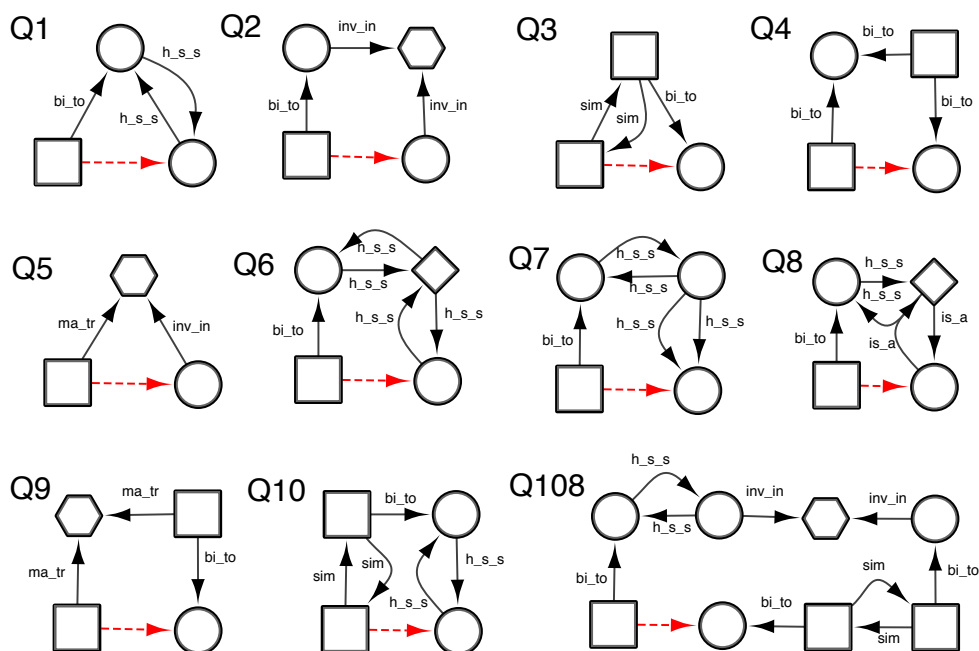 Q1
h_s_s
bi_to
h_s_s
Q2
inv_in
bi_to
inv_in
Q3
sim
sim
bi_to
Q4
bi_to
bi_to
bi_to
Q5
ma_tr
inv_in
Q6
h_s_s
h_s_s
bi_to
h_s_s
h_s_s
Q7
h_s_s
h_s_s
bi_to
h_s_s
h_s_s
Q8
h_s_s
h_s_s
bi_to
is_a
is_a
Q9
ma_tr
ma_tr
bi_to
Q10
bi_to
sim
sim
h_s_s
h_s_s
Q108
h_s_s
h_s_s
inv_in
inv_in
bi_to
bi_to
sim
sim
bi_to